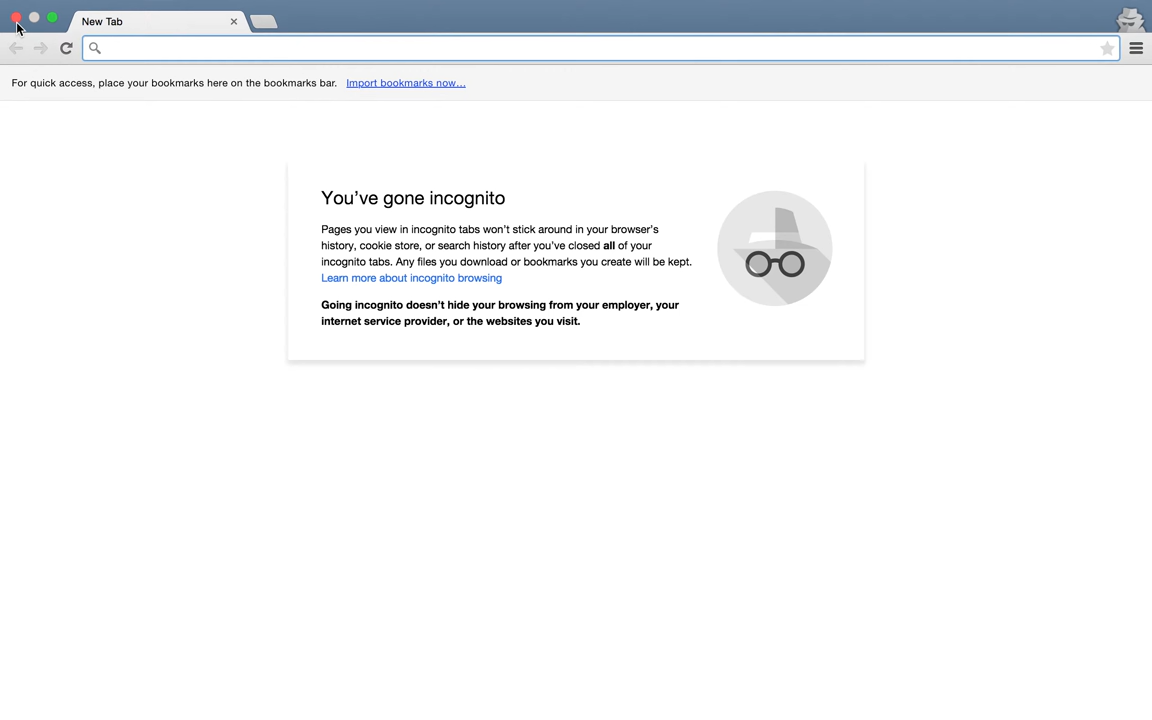 New Tab
For quick access, place your bookmarks here on the bookmarks bar. Import bookmarks now...
You've gone incognito
Pages you view in incognito tabs won't stick around in your browser's
history, cookie store, or search history after you've closed all of your
incognito tabs. Any files you download or bookmarks you create will be kept.
Learn more about incognito browsing
Going incognito doesn't hide your browsing from your employer, your
internet service provider, or the websites you visit.